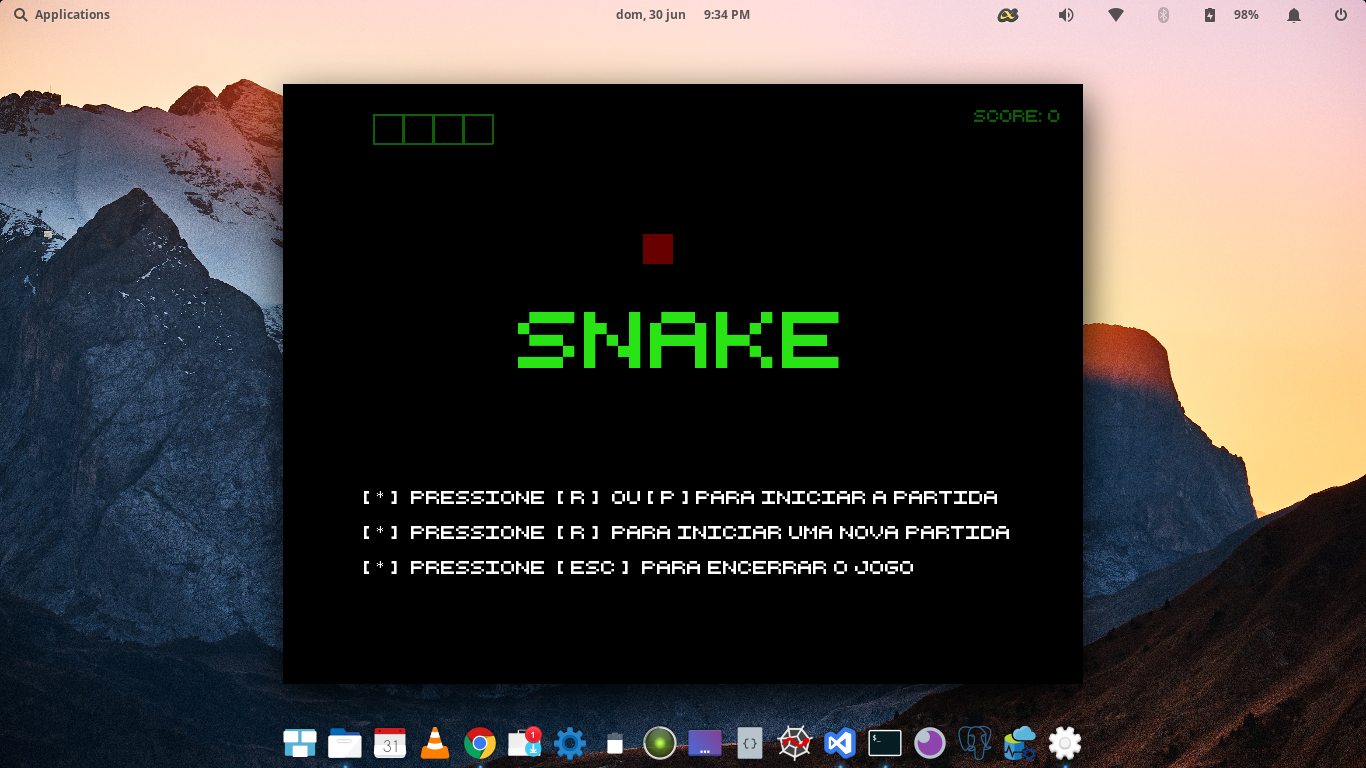 Applications
dom, 30 jun 9:34 PM
98%
SCORE: 0
SNAKE
[*] PRESSIONE [R] OU[P]PARA INICIAR A PARTIDA
[*] PRESSIONE [R] PARA INICIAR UMA NOVA PARTIDA
[*] PRESSIONE [ESC] PARA ENCERRAR O JOGO
31
1
{}
$_